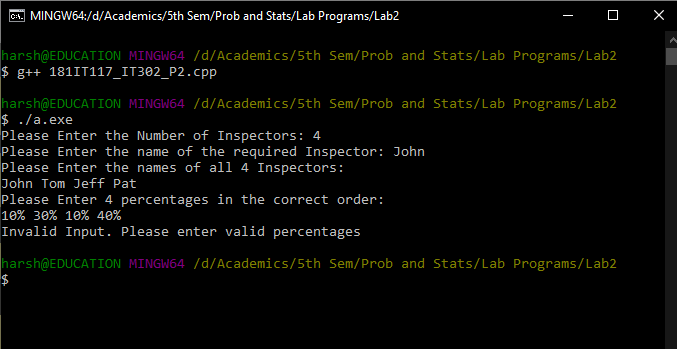 MINGW64:/d/Academics/5th Sem/Prob and Stats/Lab Programs/Lab2
harsh@EDUCATION MINGW64 /d/Academics/5th Sem/Prob and Stats/Lab Programs/Lab2
$ g++ 181IT117_IT302_P2.cpp
harsh@EDUCATION MINGW64 /d/Academics/5th Sem/Prob and Stats/Lab Programs/Lab2
$ ./a.exe
Please Enter the Number of Inspectors: 4
Please Enter the name of the required Inspector: John
Please Enter the names of all 4 Inspectors:
John Tom Jeff Pat
Please Enter 4 percentages in the correct order:
10% 30% 10% 40%
Invalid Input. Please enter valid percentages
harsh@EDUCATION MINGW64 /d/Academics/5th Sem/Prob and Stats/Lab Programs/Lab2
$